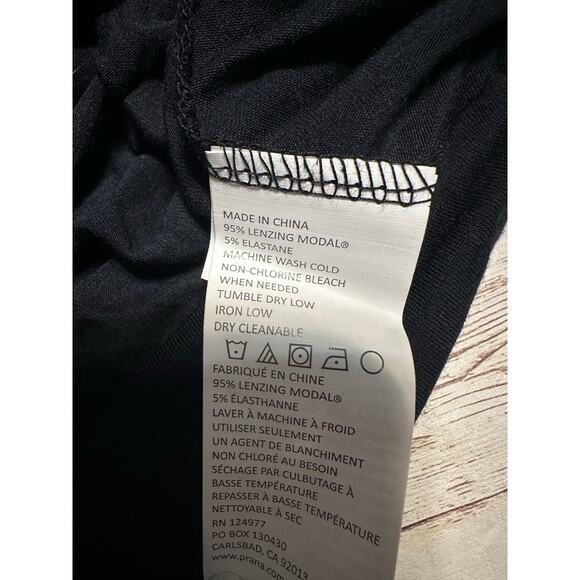 MADE IN CHINA
95% LENZING MODAL®
5% ELASTANE
MACHINE WASH COLD
NON-CHLORINE BLEACH
WHEN NEEDED
TUMBLE DRY LOW
IRON LOW
DRY CLEANABLE
FABRIQUÉ EN CHINE
95% LENZING MODAL®
5% ÉLASTHANNE
LAVER À MACHINE À FROID
UTILISER SEULEMENT
UN AGENT DE BLANCHIMENT
NON CHLORÉ AU BESOIN
SÉCHAGE PAR CULBUTAGE À
BASSE TEMPÉRATURE
REPASSER À BASSE TEMPÉRATURE
NETTOYABLE À SEC
RN 124977
PO BOX 130430
CARLSBAD, CA 92013
www.prana.com